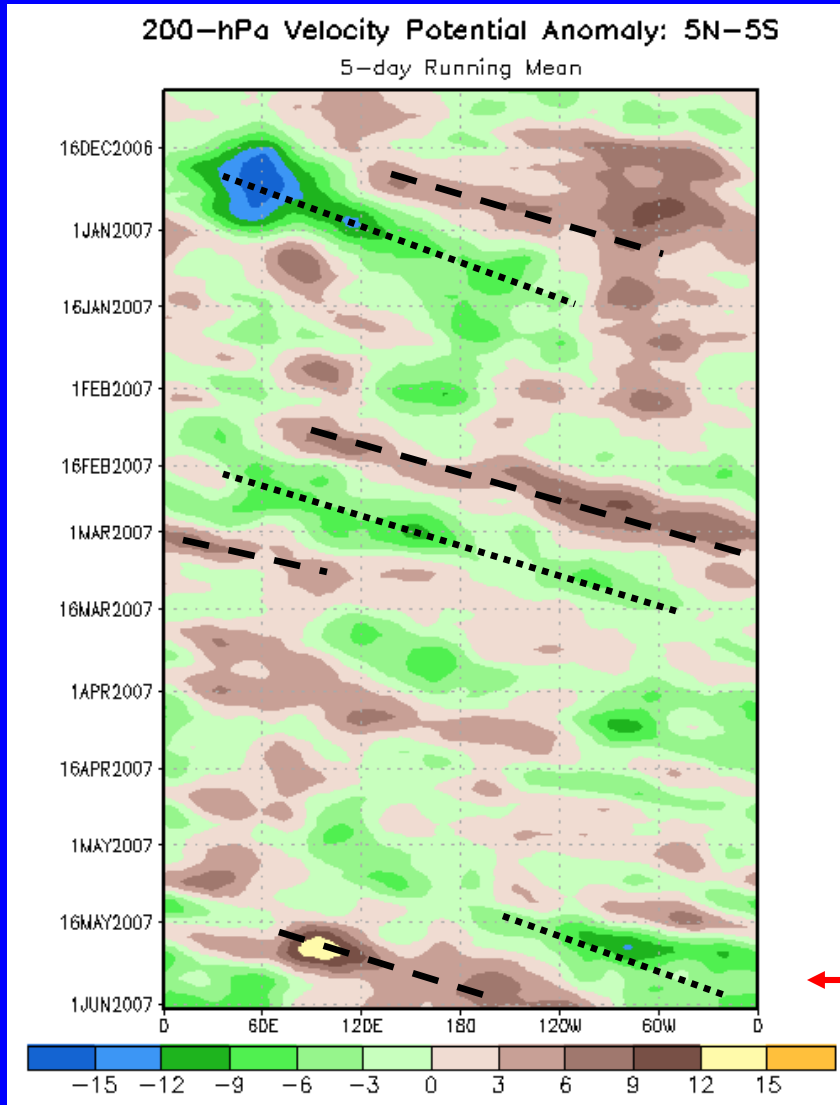 200-hPa Velocity Potential Anomaly: 5N-5S
5-day Running Mean
16DEC2006
1JAN2007
16JAN2007
1FEB2007
16FEB2007
1MAR2007
16MAR2007
1APR2007
16APR2007
1MAY2007
16MAY2007
1JUN2007
0 60E 120E 180 120W 60W 0
-15 -12 -9 -6 -3 0 3 6 9 12 15